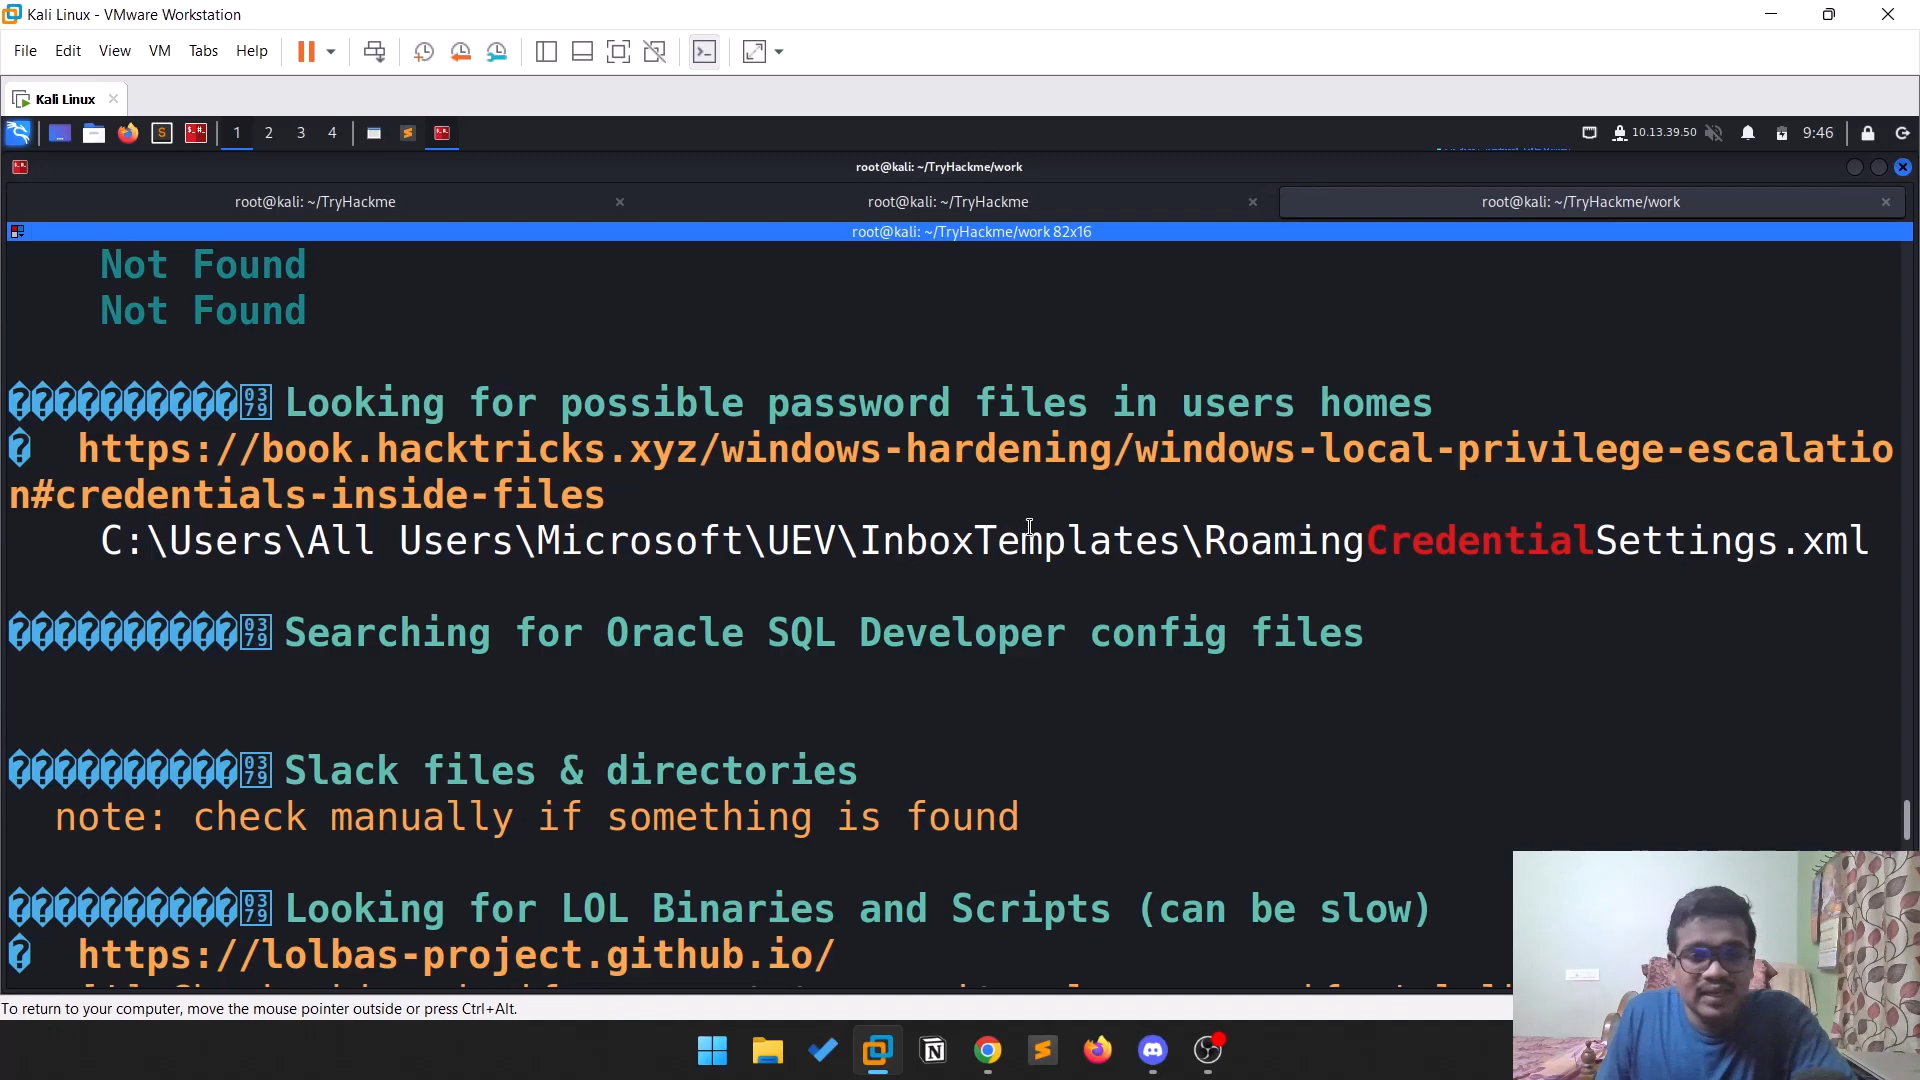 Kali Linux - VMware Workstation
File Edit View VM Tabs Help
Kali Linux
1 2 3 4
10.13.39.50
9:46
root@kali: ~/TryHackme/work
root@kali: ~/TryHackme
root@kali: ~/TryHackme
root@kali: ~/TryHackme/work
root@kali: ~/TryHackme/work 82x16
Not Found
Not Found
�����������͹ Looking for possible password files in users homes
� https://book.hacktricks.xyz/windows-hardening/windows-local-privilege-escalatio
n#credentials-inside-files
C:\Users\All Users\Microsoft\UEV\InboxTemplates\RoamingCredentialSettings.xml
�����������͹ Searching for Oracle SQL Developer config files
�����������͹ Slack files & directories
note: check manually if something is found
�����������͹ Looking for LOL Binaries and Scripts (can be slow)
� https://lolbas-project.github.io/
To return to your computer, move the mouse pointer outside or press Ctrl+Alt.